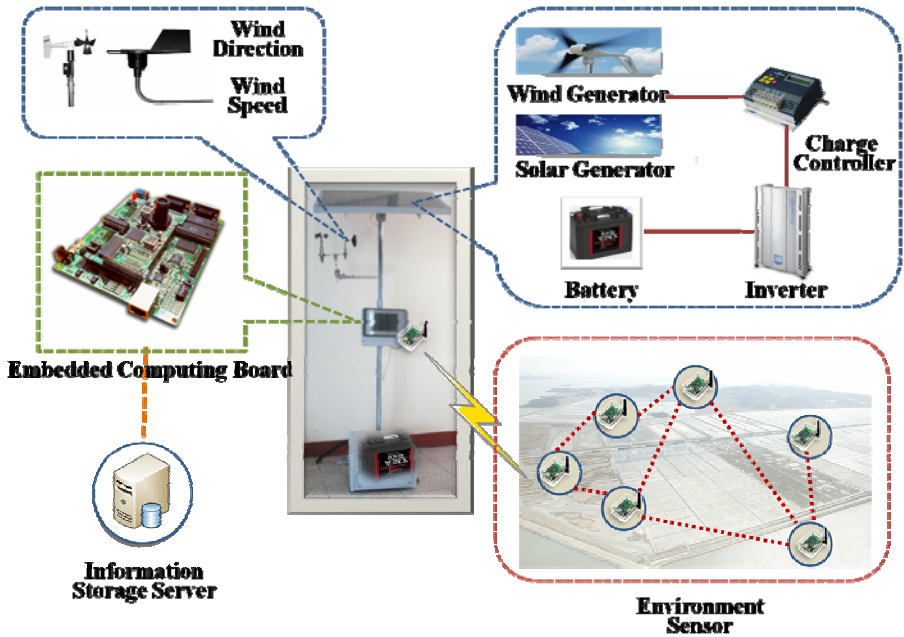 Wind
Direction
Wind
Speed
Wind Generator
Solar Generator
Charge
Controller
Battery
Inverter
Embedded Computing Board
Information
Storage Server
Environment
Sensor